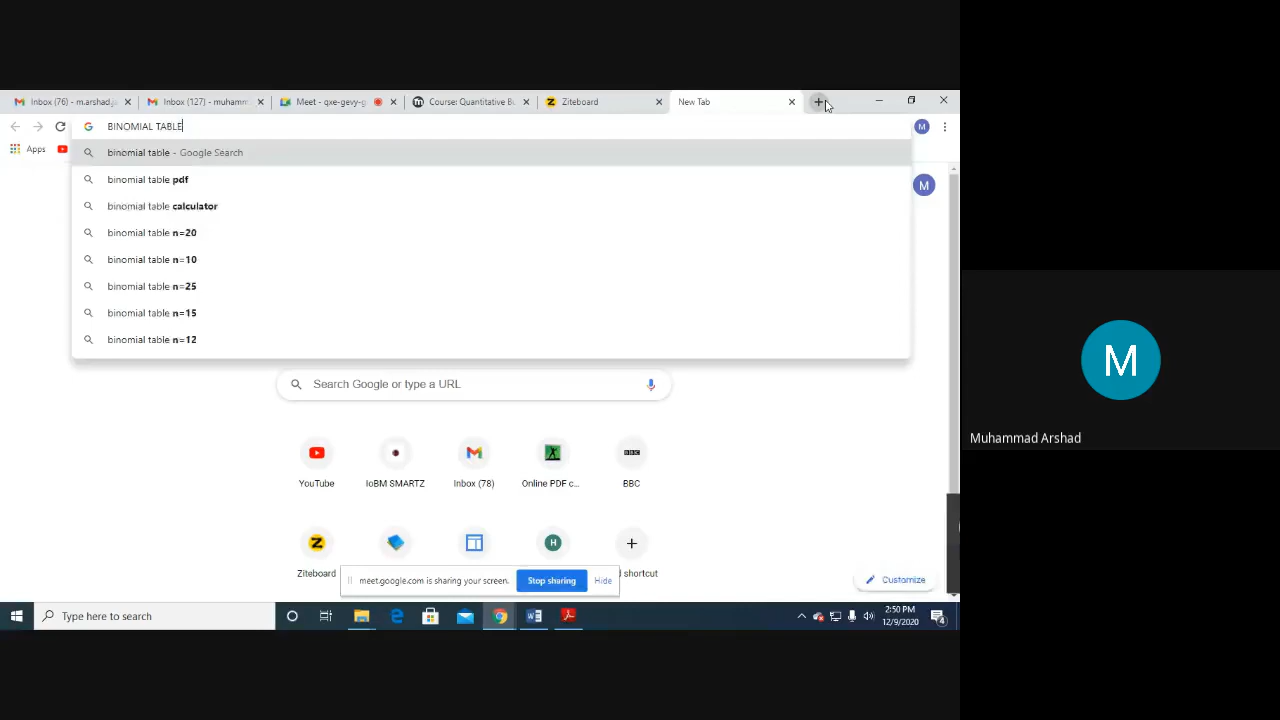 Inbox (76) - m.arshad.ja
Inbox (127) - muhamm
Meet - qxe-gevy-g
Course: Quantitative Bu
Ziteboard
New Tab
BINOMIAL TABLE
M
Apps
binomial table - Google Search
binomial table pdf
binomial table calculator
binomial table n=20
binomial table n=10
binomial table n=25
binomial table n=15
binomial table n=12
M
Search Google or type a URL
YouTube
IoBM SMARTZ
Inbox (78)
Online PDF c...
BBC
Ziteboard
H
d shortcut
meet.google.com is sharing your screen.
Stop sharing
Hide
Customize
Type here to search
2:50 PM
12/9/2020
4
M
Muhammad Arshad